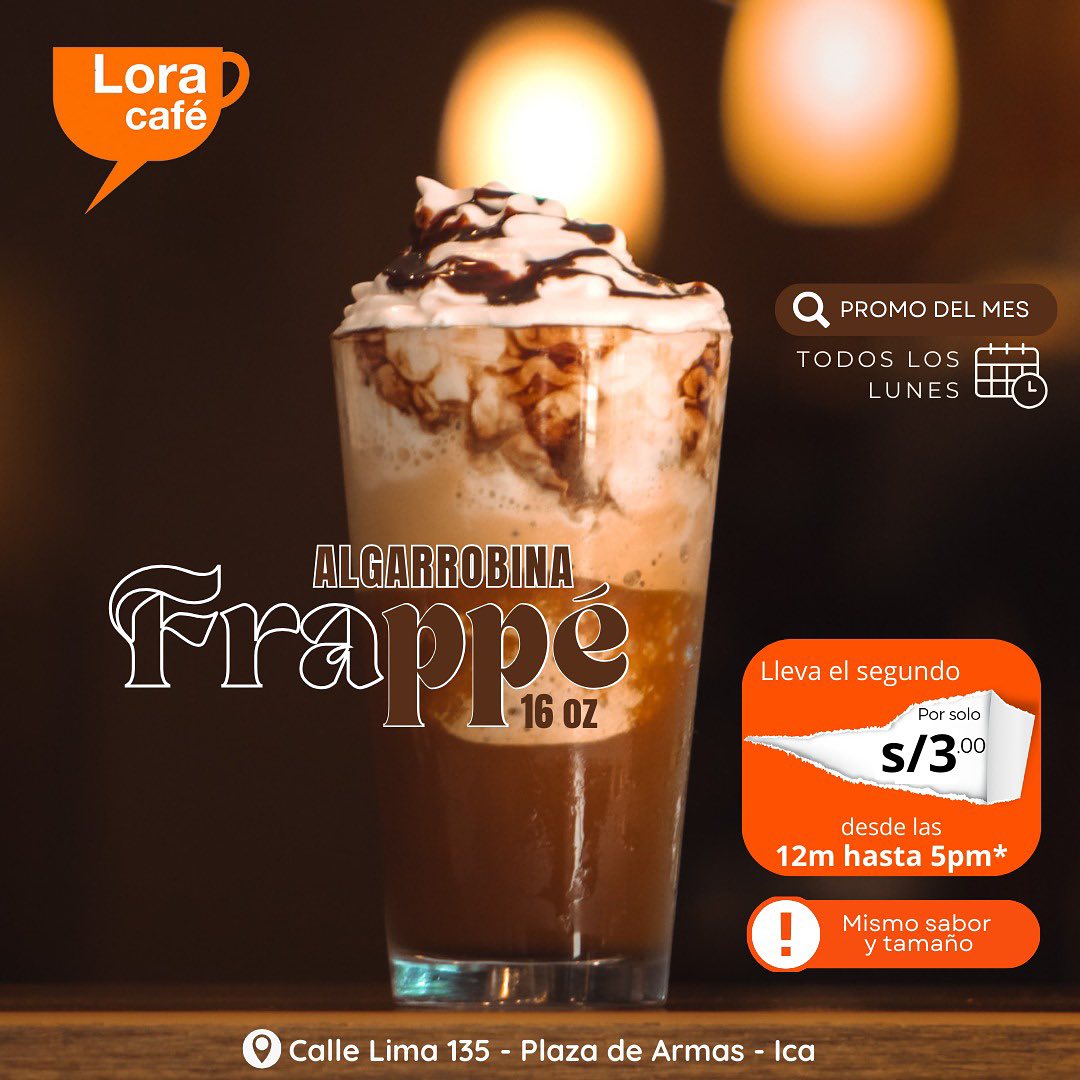 Lora
café
PROMO DEL MES
TODOS LOS
LUNES
ALGARROBINA
Frappé
16 oz
Lleva el segundo
Por solo
s/3.00
desde las
12m hasta 5pm*
!
Mismo sabor
y tamaño
Calle Lima 135 - Plaza de Armas - Ica